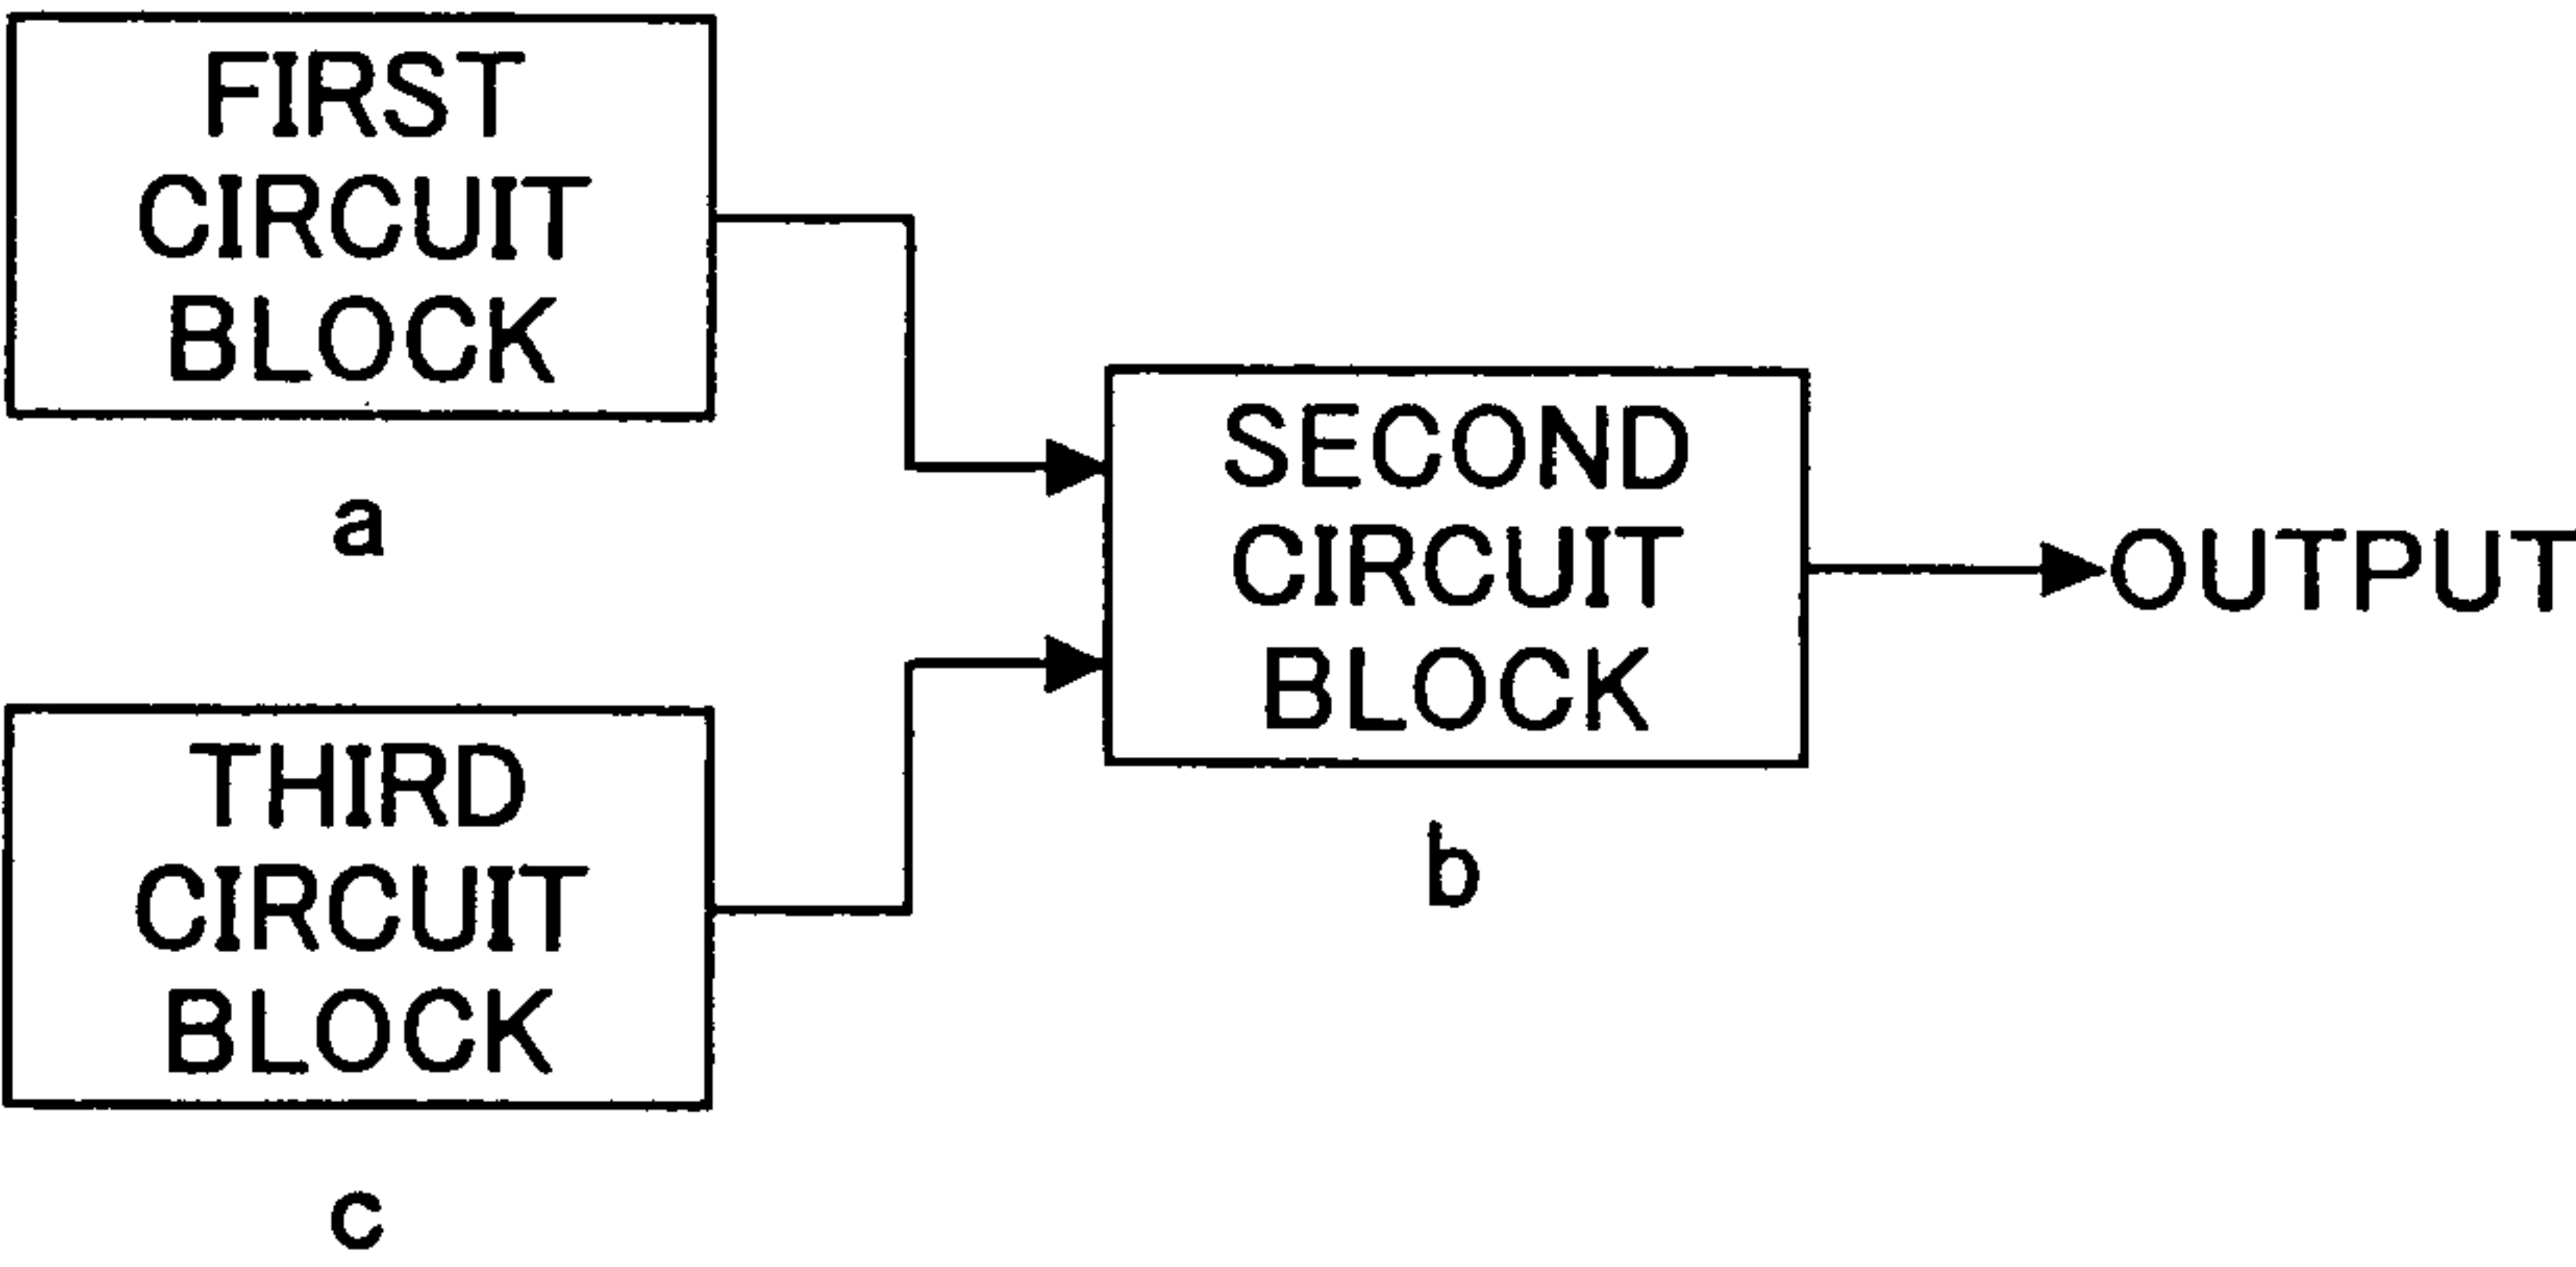 FIRST
CIRCUIT
BLOCK
a
SECOND
CIRCUIT
BLOCK
b
OUTPUT
THIRD
CIRCUIT
BLOCK
c